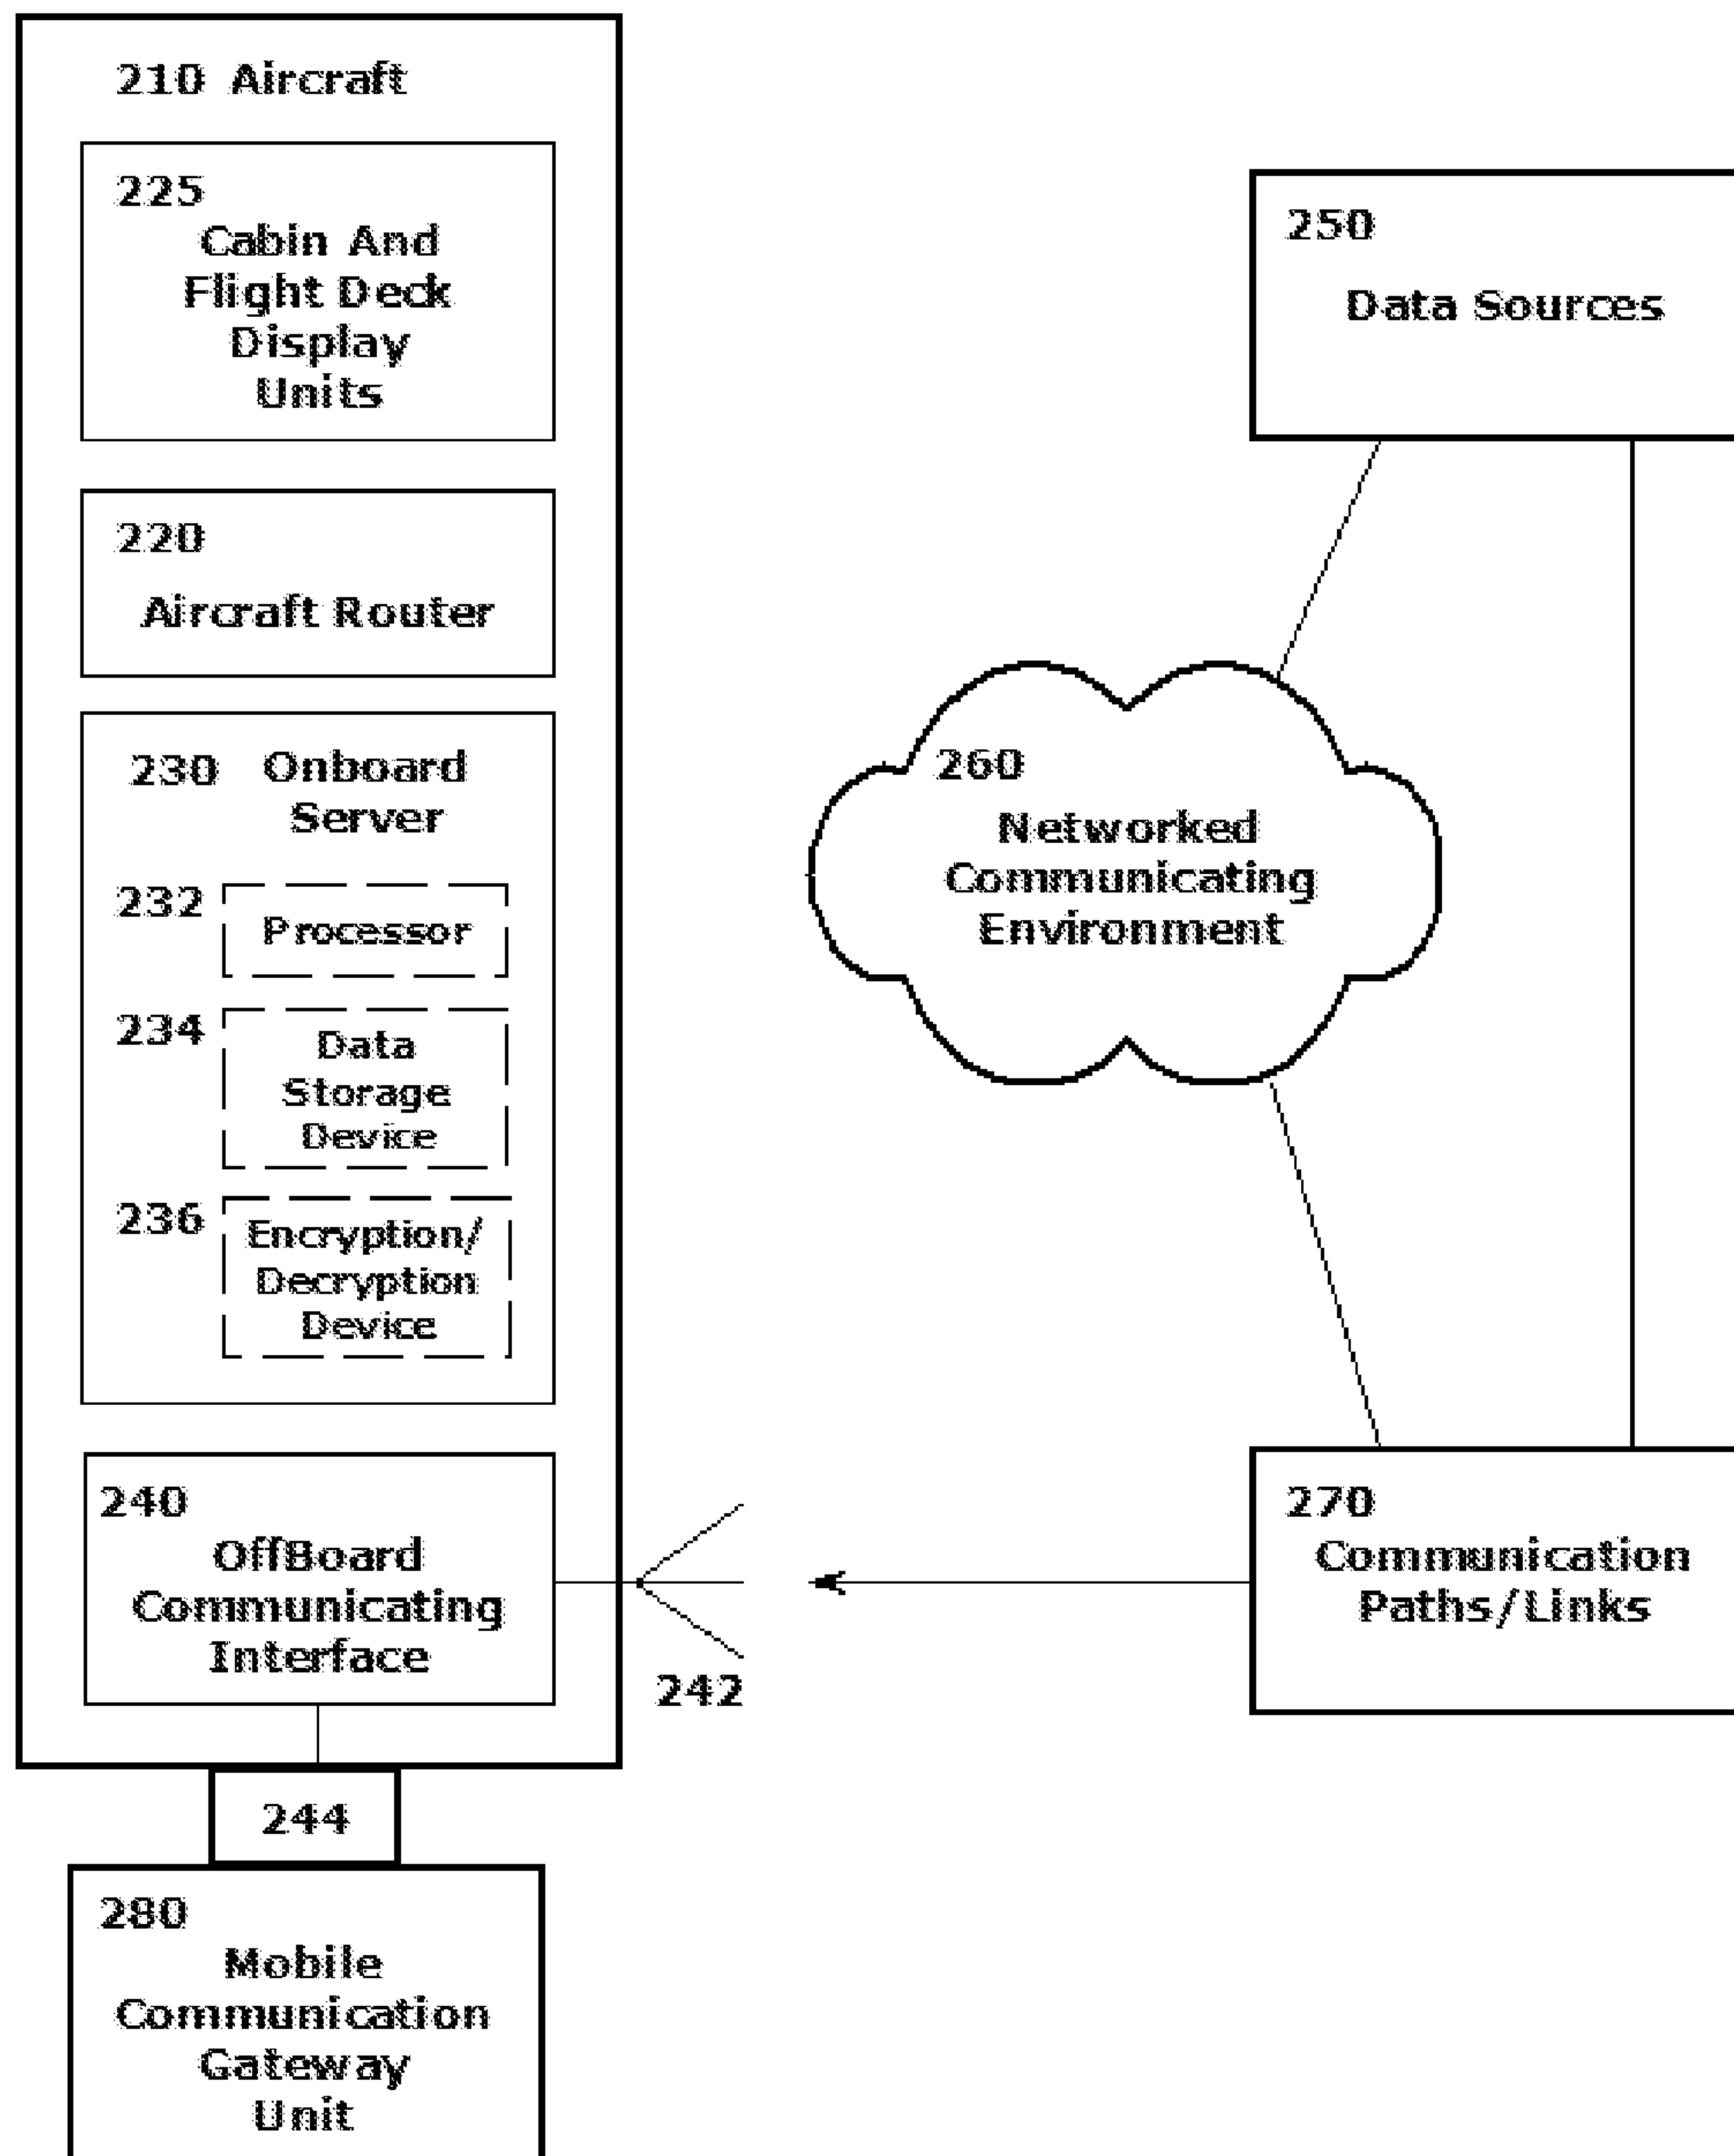 210 Aircraft
225
Cabin And
Flight Deck
Display
Units
220
Aircraft Router
230 Onboard
Server
232
Processor
234
Data
Storage
Device
236
Encryption/
Decryption
Device
240
OffBoard
Communicating
Interface
242
244
280
Mobile
Communication
Gateway
Unit
250
Data Sources
260
Networked
Communicating
Environment
270
Communication
Paths/Links